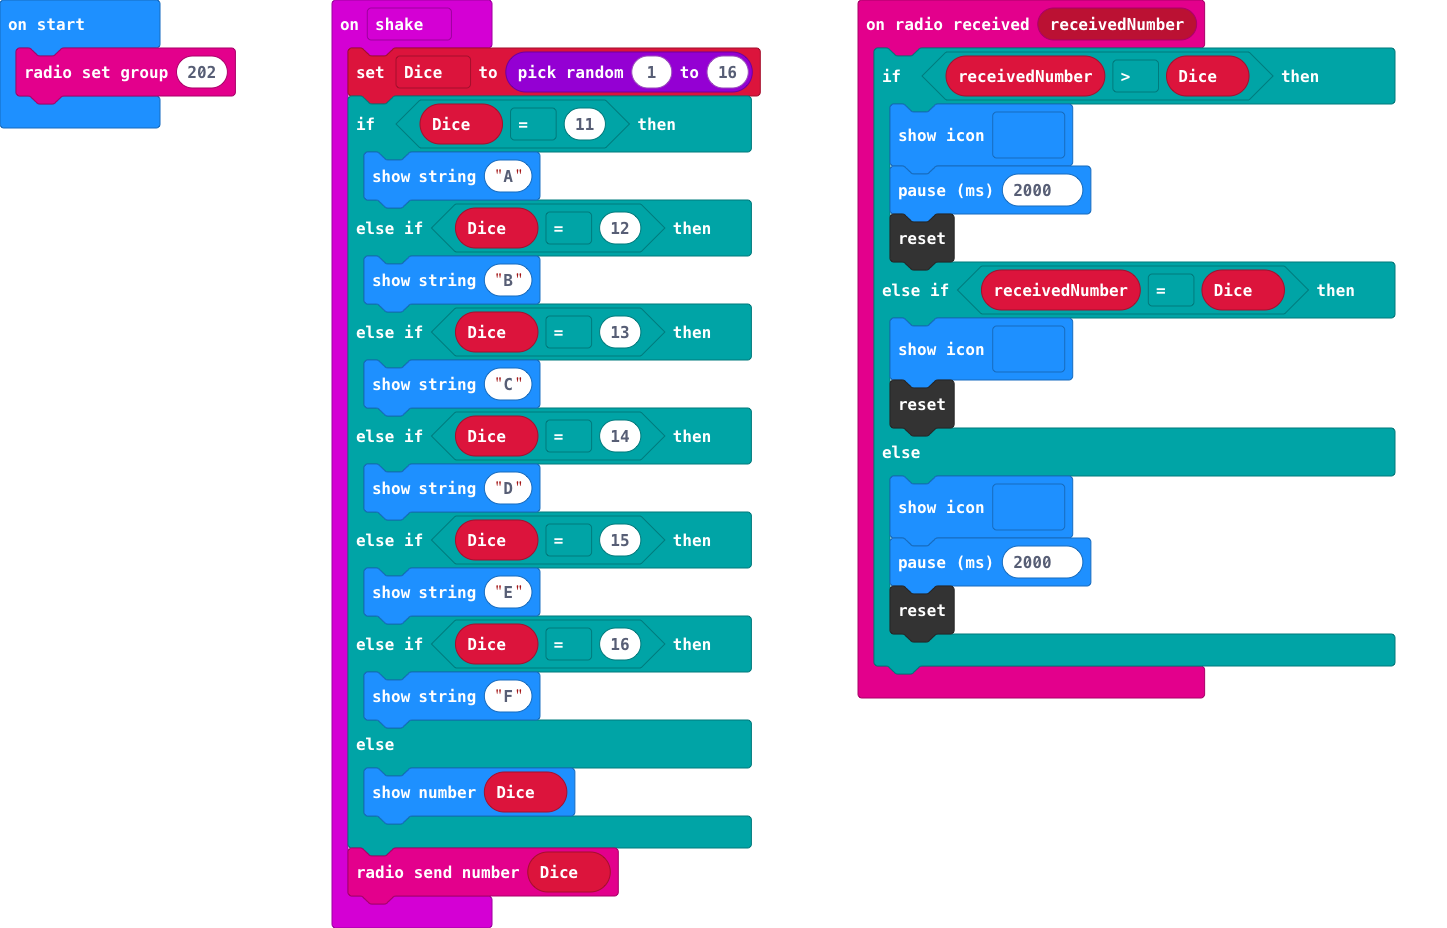 on start
radio set group 202
on shake
set Dice to pick random 1 to 16
if Dice = 11 then
show string "A"
else if Dice = 12 then
show string "B"
else if Dice = 13 then
show string "C"
else if Dice = 14 then
show string "D"
else if Dice = 15 then
show string "E"
else if Dice = 16 then
show string "F"
else
show number Dice
radio send number Dice
on radio received receivedNumber
if receivedNumber > Dice then
show icon
pause (ms) 2000
reset
else if receivedNumber = Dice then
show icon
reset
else
show icon
pause (ms) 2000
reset